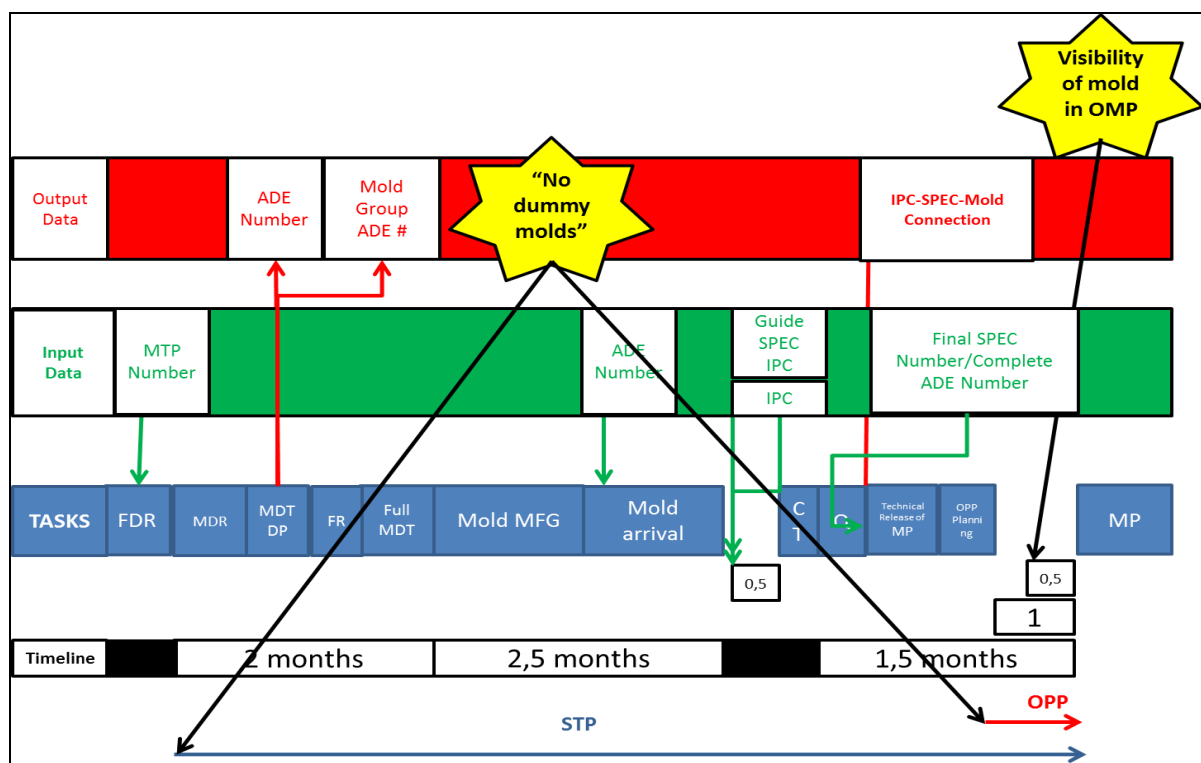 Visibility
of mold
in OMP
Output
Data
ADE
Number
Mold
Group
ADE #
“No
dummy
molds”
IPC-SPEC-Mold
Connection
Input
Data
MTP
Number
ADE
Number
Guide
SPEC
IPC
IPC
Final SPEC
Number/Complete
ADE Number
TASKS
FDR
MDR
MDT
DP
FR
Full
MDT
Mold MFG
Mold
arrival
C
T
Technical
Release of
MP
OPP
Planni
ng
MP
0,5
0,5
1
Timeline
2 months
2,5 months
1,5 months
OPP
STP